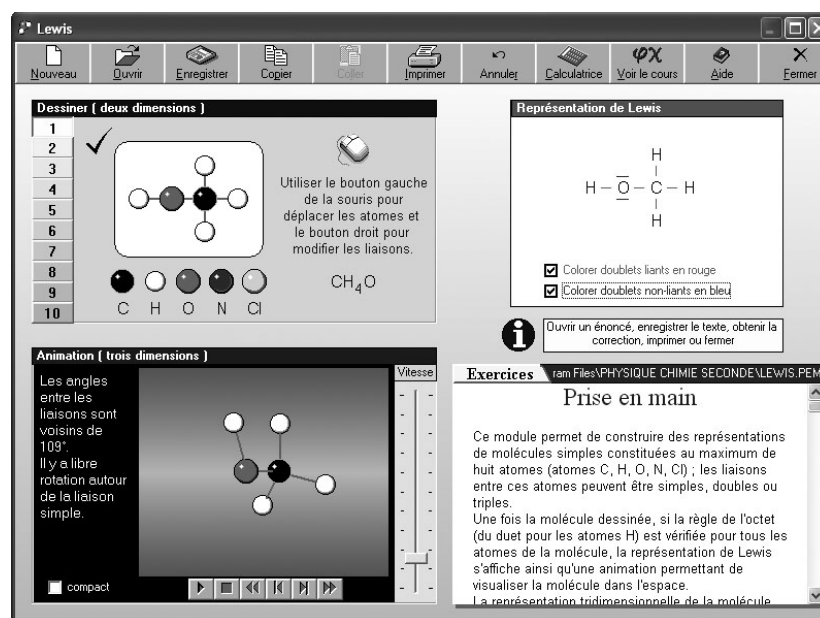 Lewis
Nouveau Ouvrir Enregistrer Copier Coller Imprimer Annuler Calculatrice φχ Voir le cours Aide Fermer
Dessiner ( deux dimensions )
1
2
3
4
5
6
7
8
9
10
Utiliser le bouton gauche
de la souris pour
déplacer les atomes et
le bouton droit pour
modifier les liaisons.
CH4O
C H O N Cl
Représentation de Lewis
H
H – O – C – H
H
Colorer doublets liants en rouge
Colorer doublets non-liants en bleu
Ouvrir un énoncé, enregistrer le texte, obtenir la
correction, imprimer ou fermer
Animation ( trois dimensions )
Vitesse
Les angles
entre les
liaisons sont
voisins de
109°.
Il y a libre
rotation autour
de la liaison
simple.
compact
Exercices ram Files\PHYSIQUE CHIMIE SECONDE\LEWIS.PEM
Prise en main
Ce module permet de construire des représentations
de molécules simples constituées au maximum de
huit atomes (atomes C, H, O, N, Cl) ; les liaisons
entre ces atomes peuvent être simples, doubles ou
triples.
Une fois la molécule dessinée, si la règle de l'octet
(du duet pour les atomes H) est vérifiée pour tous les
atomes de la molécule, la représentation de Lewis
s'affiche ainsi qu'une animation permettant de
visualiser la molécule dans l'espace.
La représentation tridimensionnelle de la molécule